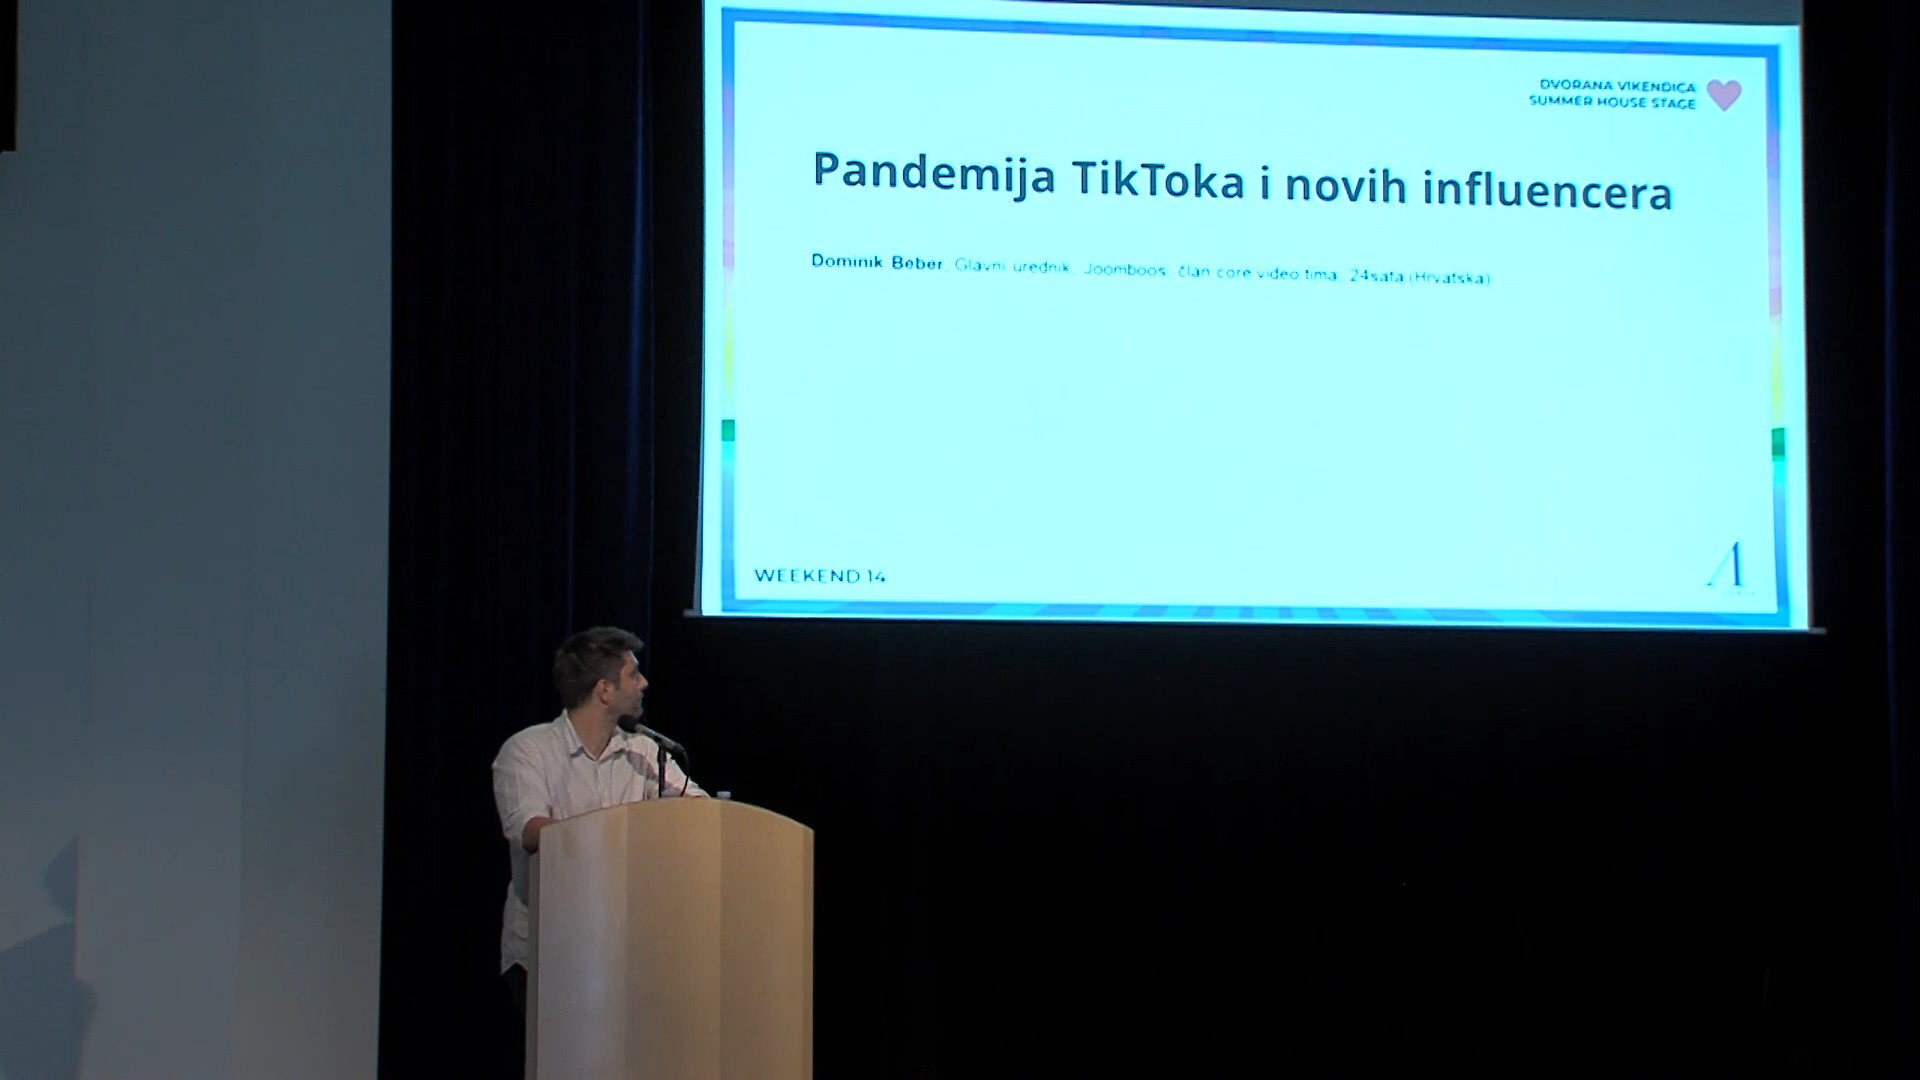 DVORANA VIKENDICA
SUMMER HOUSE STAGE
Pandemija TikToka i novih influencera
Dominik Beber, Glavni urednik, Joomboos, član core video tima, 24sata (Hrvatska)
WEEKEND 14